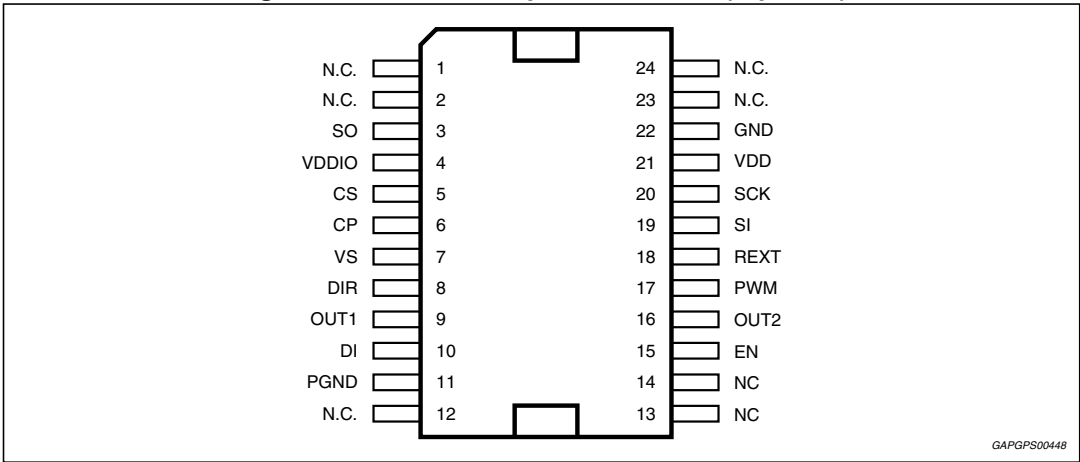 N.C. 1 24 N.C.
N.C. 2 23 N.C.
SO 3 22 GND
VDDIO 4 21 VDD
CS 5 20 SCK
CP 6 19 SI
VS 7 18 REXT
DIR 8 17 PWM
OUT1 9 16 OUT2
DI 10 15 EN
PGND 11 14 NC
N.C. 12 13 NC
GAPGPS00448